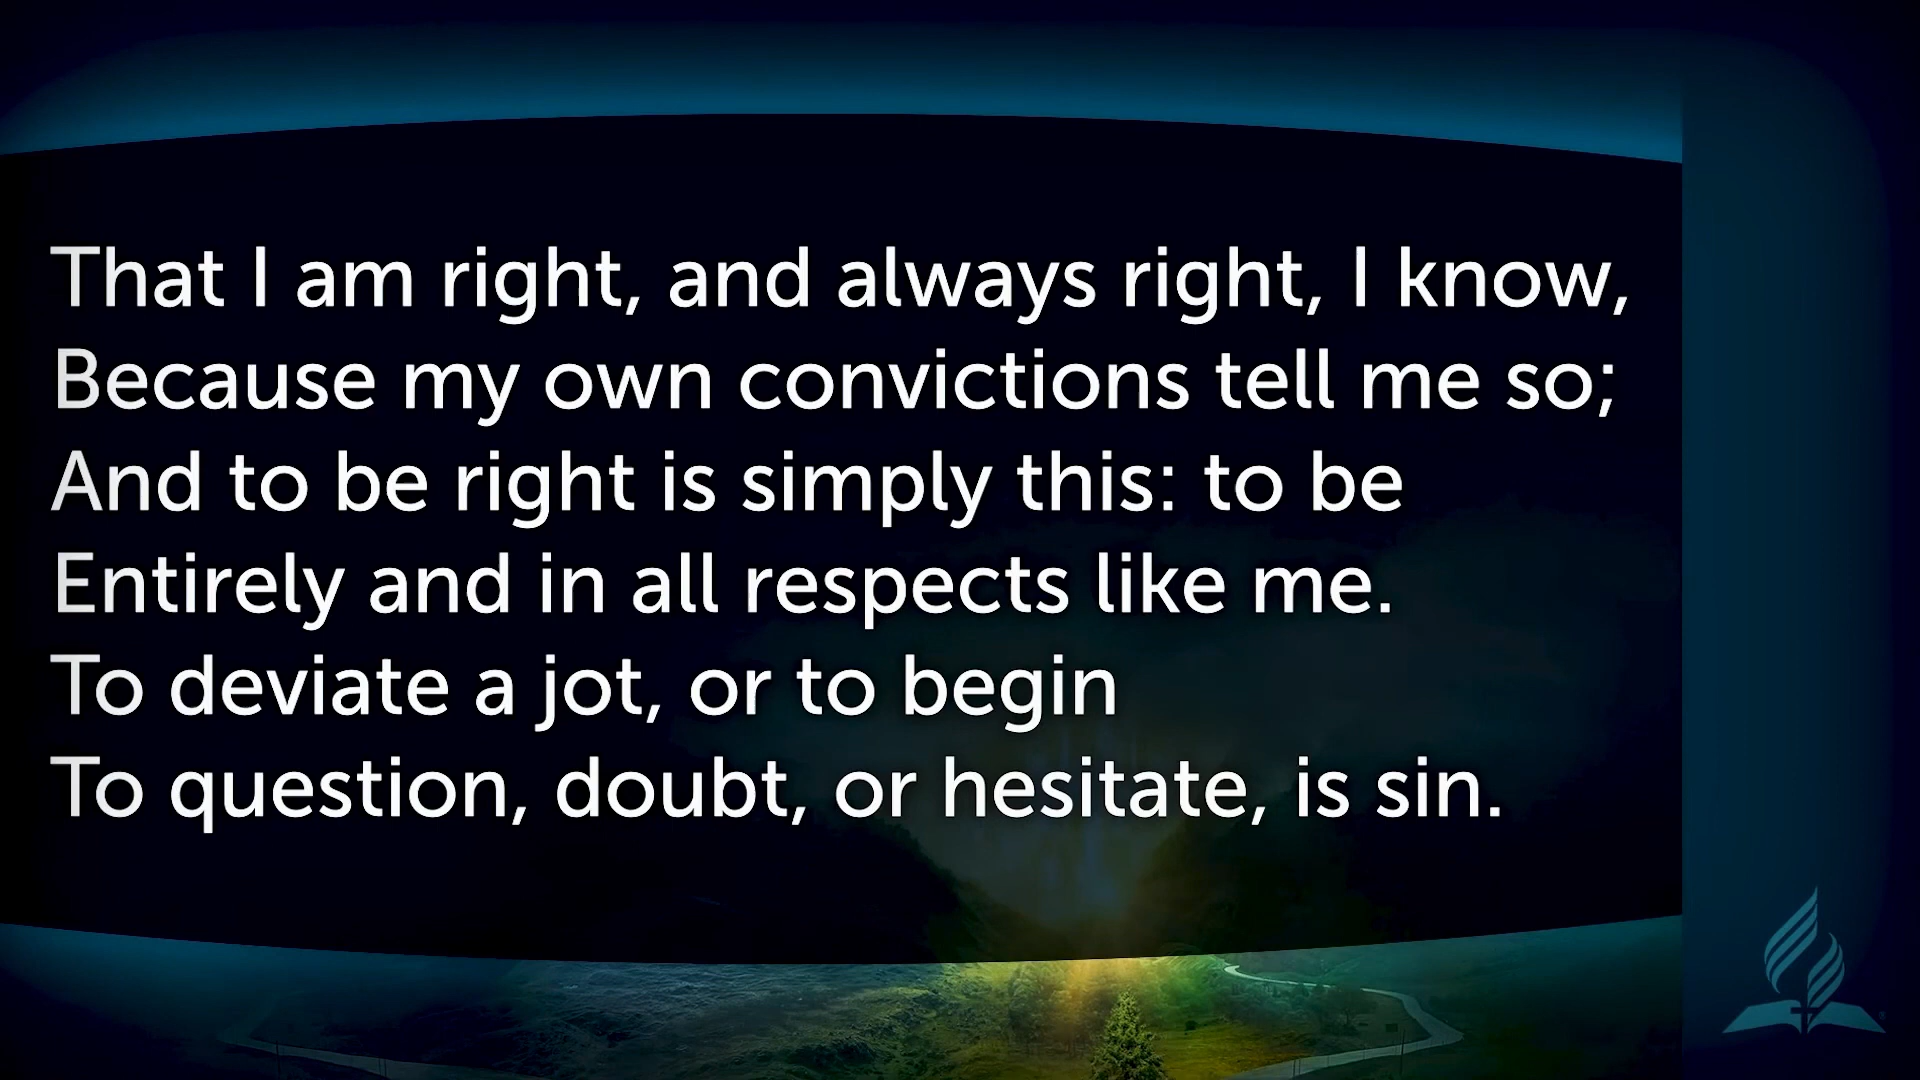 That I am right, and always right, I know,
Because my own convictions tell me so;
And to be right is simply this: to be
Entirely and in all respects like me.
To deviate a jot, or to begin
To question, doubt, or hesitate, is sin.